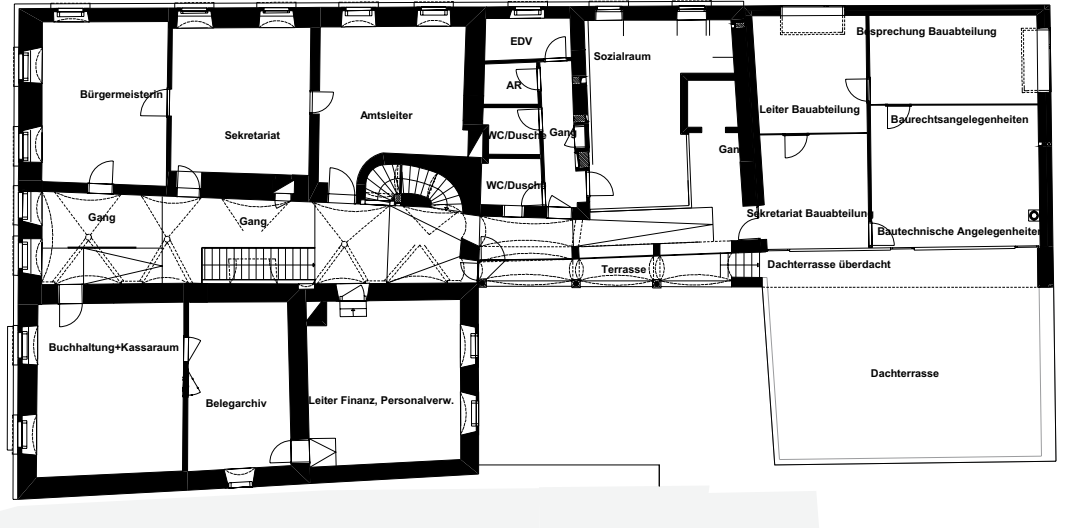 EDV
Besprechung Bauabteilung
Sozialraum
AR
Bürgermeisterin
Leiter Bauabteilung
Amtsleiter
Baurechtsangelegenheiten
Sekretariat
WC/Dusche
Gang
Gan
WC/Dusche
Gang
Gang
Sekretariat Bauabteilung
Bautechnische Angelegenheiten
Terrasse
Dachterrasse überdacht
Buchhaltung+Kassaraum
Dachterrasse
Belegarchiv
Leiter Finanz, Personalverw.